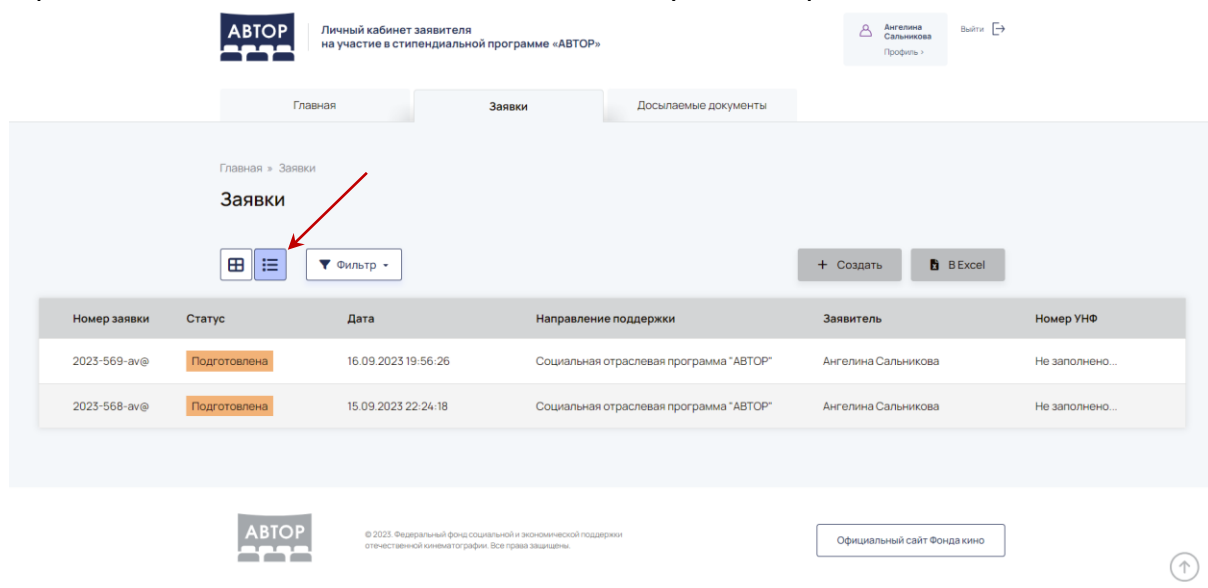 АВТОР
Личный кабинет заявителя
на участие в стипендиальной программе «АВТОР»
Ангелина
Сальникова
Профиль ›
Выйти
Главная
Заявки
Досылаемые документы
Главная » Заявки
Заявки
Фильтр
+ Создать
В Excel
Номер заявки Статус Дата Направление поддержки Заявитель Номер УНФ
2023-569-av@ Подготовлена 16.09.2023 19:56:26 Социальная отраслевая программа "АВТОР" Ангелина Сальникова Не заполнено...
2023-568-av@ Подготовлена 15.09.2023 22:24:18 Социальная отраслевая программа "АВТОР" Ангелина Сальникова Не заполнено...
АВТОР
© 2023. Федеральный фонд социальной и экономической поддержки
отечественной кинематографии. Все права защищены.
Официальный сайт Фонда кино